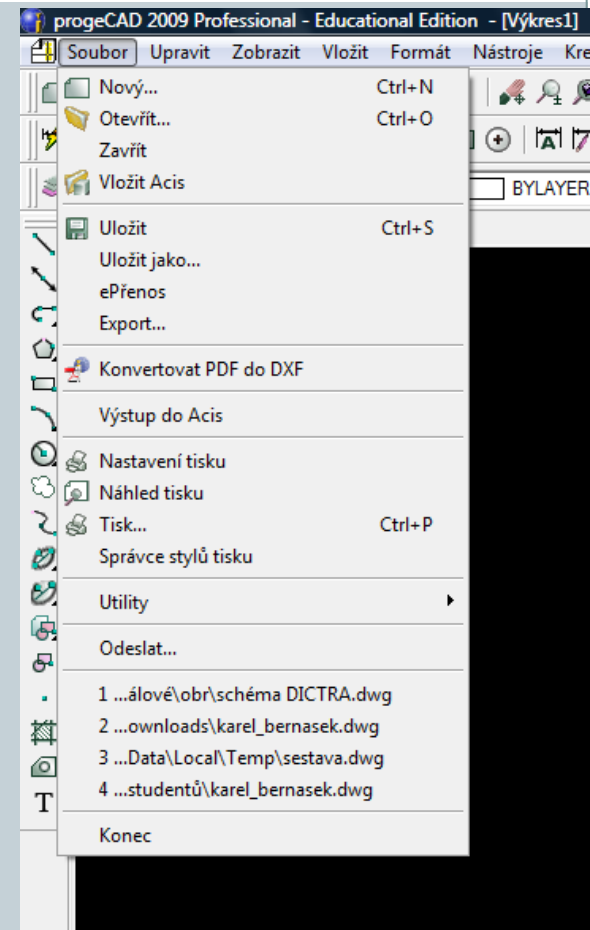 progeCAD 2009 Professional - Educational Edition - [Výkres1]
Soubor Upravit Zobrazit Vložit Formát Nástroje Kre
Nový... Ctrl+N
Otevřít... Ctrl+O
Zavřít
Vložit Acis
BYLAYER
Uložit Ctrl+S
Uložit jako...
ePřenos
Export...
Konvertovat PDF do DXF
Výstup do Acis
Nastavení tisku
Náhled tisku
Tisk... Ctrl+P
Správce stylů tisku
Utility
Odeslat...
1 ...álové\obr\schéma DICTRA.dwg
2 ...ownloads\karel_bernasek.dwg
3 ...Data\Local\Temp\sestava.dwg
4 ...studentů\karel_bernasek.dwg
T
Konec